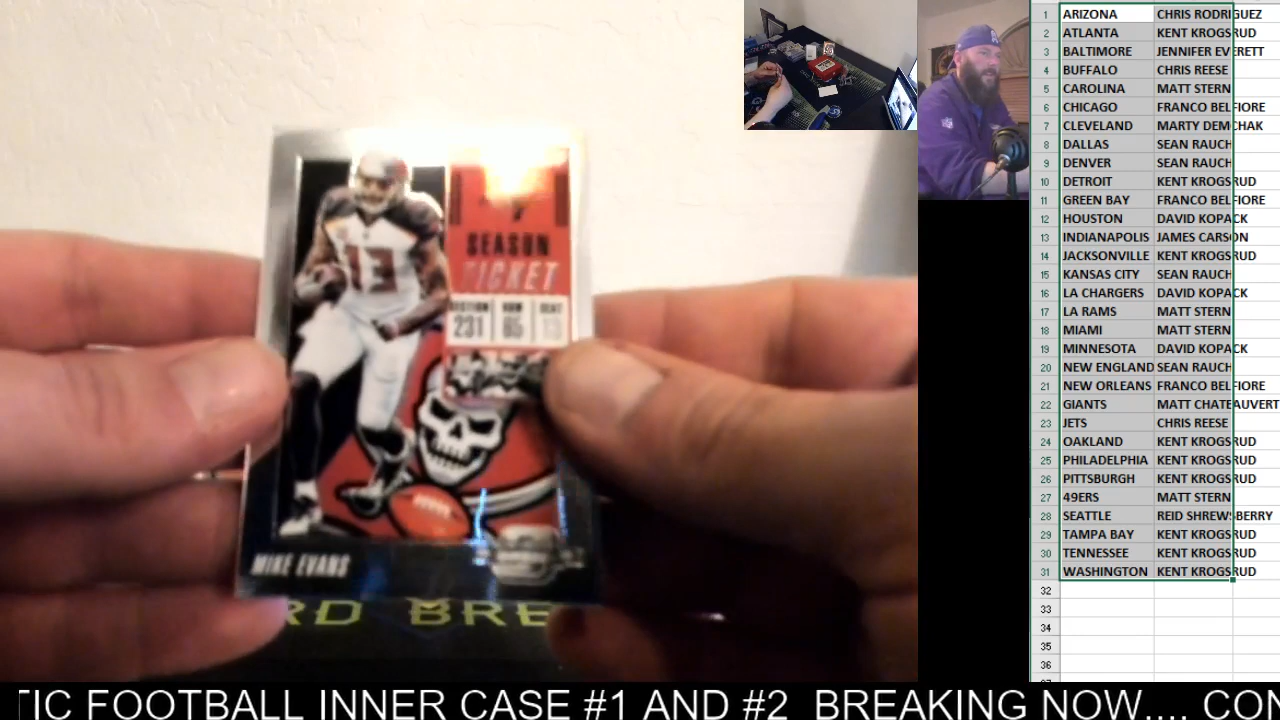 13
SEASON
TICKET
231 85 13
MIKE EVANS
RD BRE
1 ARIZONA CHRIS RODRIGUEZ
2 ATLANTA KENT KROGSRUD
3 BALTIMORE JENNIFER EVERETT
4 BUFFALO CHRIS REESE
5 CAROLINA MATT STERN
6 CHICAGO FRANCO BELFIORE
7 CLEVELAND MARTY DEMCHAK
8 DALLAS SEAN RAUCH
9 DENVER SEAN RAUCH
10 DETROIT KENT KROGSRUD
11 GREEN BAY FRANCO BELFIORE
12 HOUSTON DAVID KOPACK
13 INDIANAPOLIS JAMES CARSON
14 JACKSONVILLE KENT KROGSRUD
15 KANSAS CITY SEAN RAUCH
16 LA CHARGERS DAVID KOPACK
17 LA RAMS MATT STERN
18 MIAMI MATT STERN
19 MINNESOTA DAVID KOPACK
20 NEW ENGLAND SEAN RAUCH
21 NEW ORLEANS FRANCO BELFIORE
22 GIANTS MATT CHATEAUVERT
23 JETS CHRIS REESE
24 OAKLAND KENT KROGSRUD
25 PHILADELPHIA KENT KROGSRUD
26 PITTSBURGH KENT KROGSRUD
27 49ERS MATT STERN
28 SEATTLE REID SHREWSBERRY
29 TAMPA BAY KENT KROGSRUD
30 TENNESSEE KENT KROGSRUD
31 WASHINGTON KENT KROGSRUD
32
33
34
35
36
TIC FOOTBALL INNER CASE #1 AND #2 BREAKING NOW.... CON